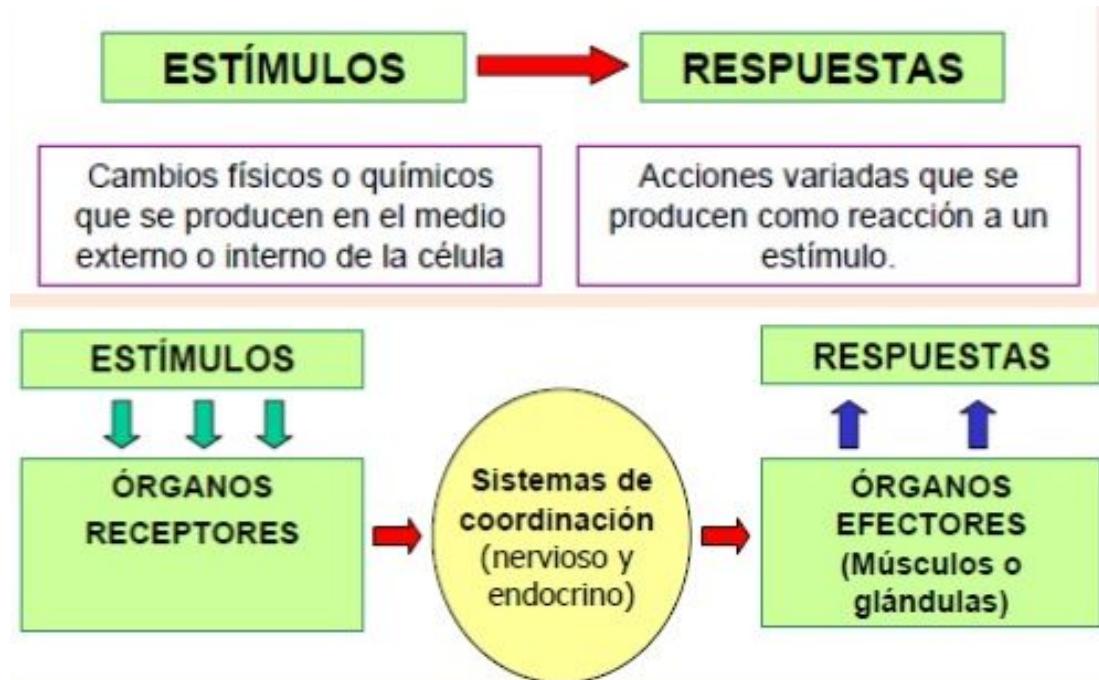 ESTÍMULOS
RESPUESTAS
Cambios físicos o químicos
que se producen en el medio
externo o interno de la célula
Acciones variadas que se
producen como reacción a un
estímulo.
ESTÍMULOS
ÓRGANOS
RECEPTORES
Sistemas de
coordinación
(nervioso y
endocrino)
RESPUESTAS
ÓRGANOS
EFECTORES
(Músculos o
glándulas)